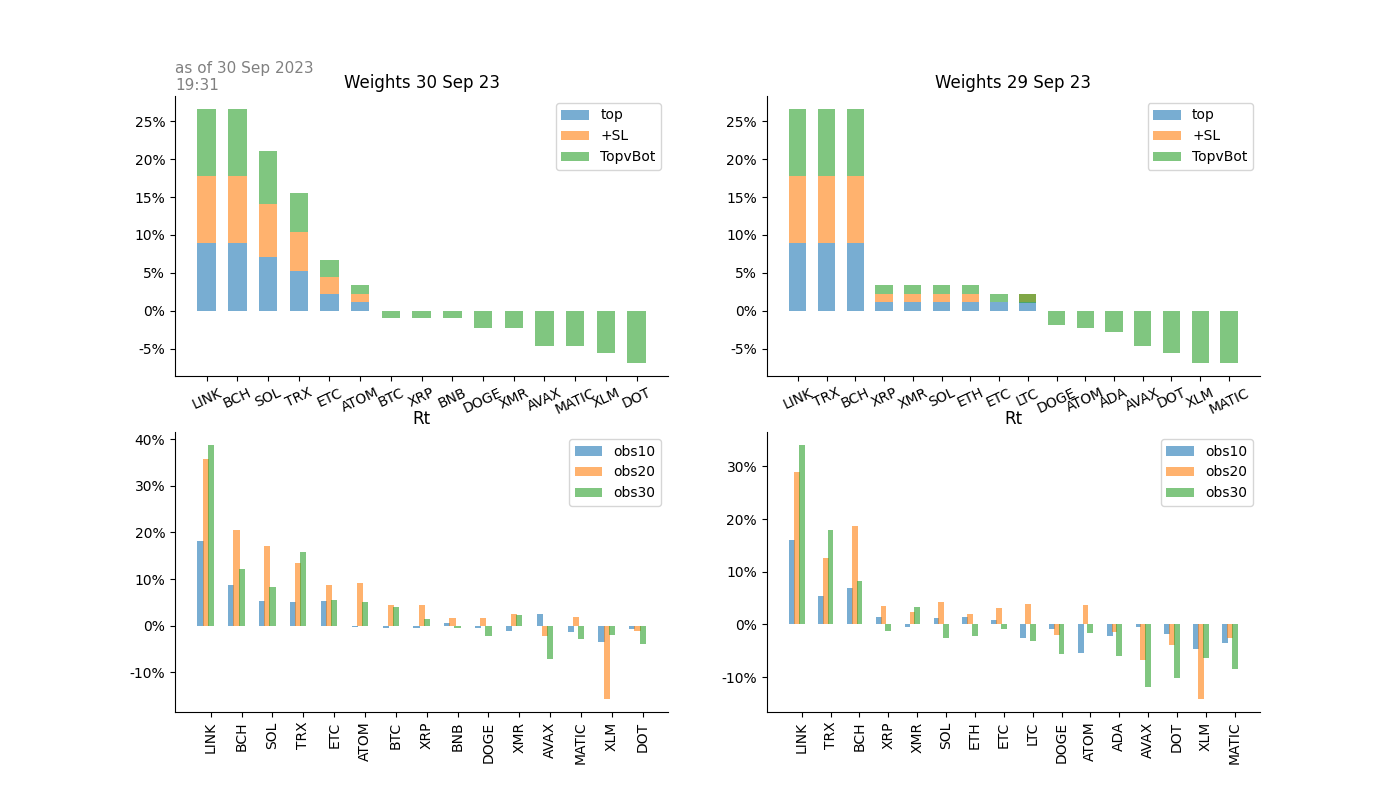 as of 30 Sep 2023
19:31
Weights 30 Sep 23
25%
20%
15%
10%
5%
0%
-5%
top
+SL
TopvBot
LINK BCH SOL TRX ETC ATOM BTC XRP BNB DOGE XMR AVAX MATIC XLM DOT
Weights 29 Sep 23
25%
20%
15%
10%
5%
0%
-5%
top
+SL
TopvBot
LINK TRX BCH XRP XMR SOL ETH ETC LTC DOGE ATOM ADA AVAX DOT XLM MATIC
Rt
40%
30%
20%
10%
0%
-10%
obs10
obs20
obs30
LINK BCH SOL TRX ETC ATOM BTC XRP BNB DOGE XMR AVAX MATIC XLM DOT
Rt
30%
20%
10%
0%
-10%
obs10
obs20
obs30
LINK TRX BCH XRP XMR SOL ETH ETC LTC DOGE ATOM ADA AVAX DOT XLM MATIC